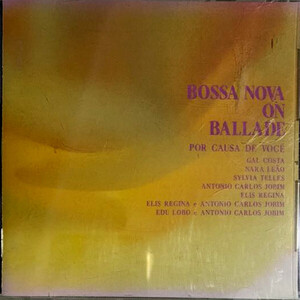 BOSSA NOVA
ON
BALLADE
POR CAUSA DE VOCÊ
GAL COSTA
NARA LEÃO
SYLVIA TELLES
ANTONIO CARLOS JOBIM
ELIS REGINA
ELIS REGINA e ANTONIO CARLOS JOBIM
EDU LOBO e ANTONIO CARLOS JOBIM